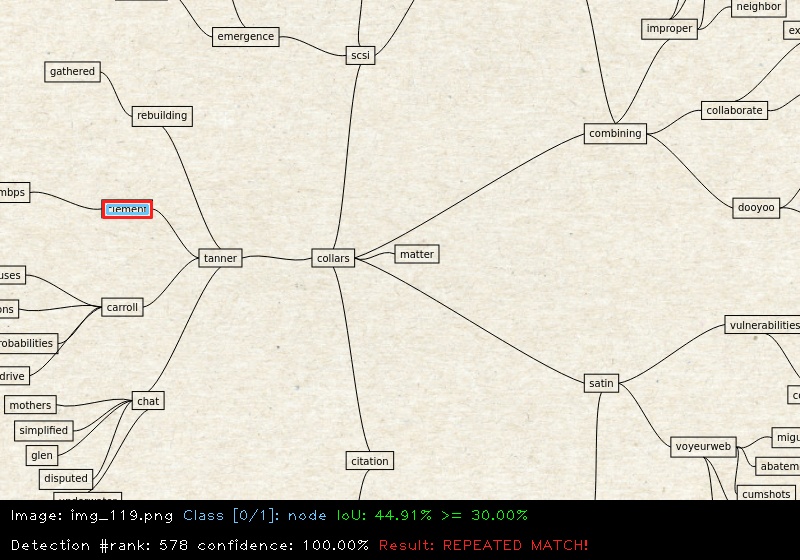 neighbor
improper
ex
emergence
scsi
gathered
collaborate
rebuilding
combining
mbps
dooyoo
matter
tanner
collars
uses
ons
carroll
vulnerabilities
robabilities
drive
satin
mothers
chat
simplified
migu
voyeurweb
glen
citation
abatem
disputed
cumshots
Image: img_119.png Class [0/1]: node IoU: 44.91% >= 30.00%
Detection #rank: 578 confidence: 100.00% Result: REPEATED MATCH!